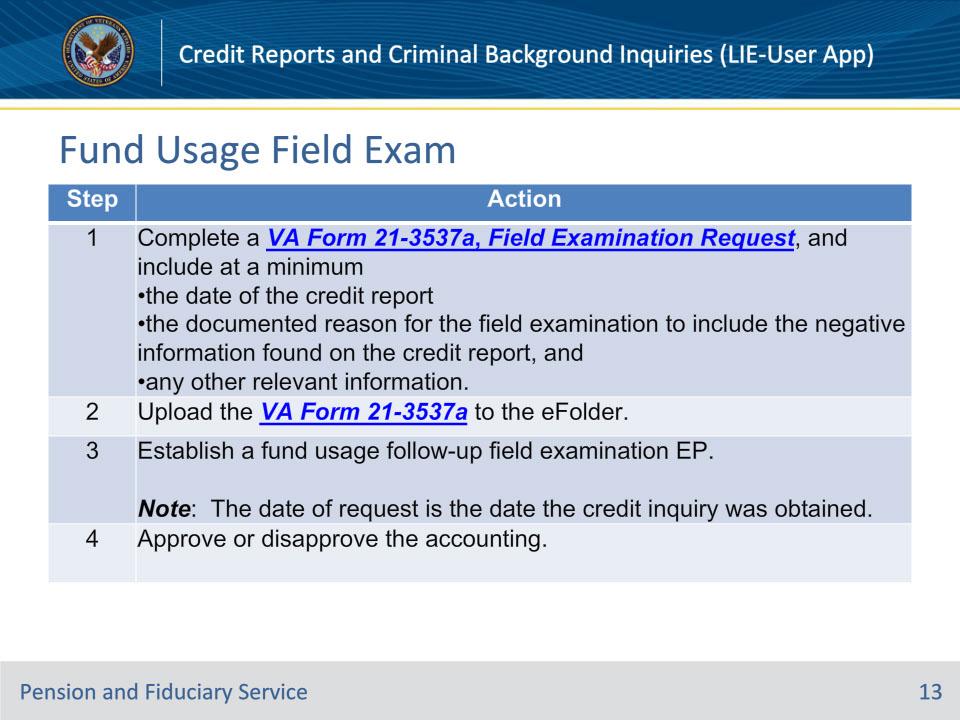 Credit Reports and Criminal Background Inquiries (LIE-User App)
Fund Usage Field Exam
Step Action
1 Complete a VA Form 21-3537a, Field Examination Request, and
include at a minimum
•the date of the credit report
•the documented reason for the field examination to include the negative
information found on the credit report, and
•any other relevant information.
2 Upload the VA Form 21-3537a to the eFolder.
3 Establish a fund usage follow-up field examination EP.
Note:  The date of request is the date the credit inquiry was obtained.
4 Approve or disapprove the accounting.
Pension and Fiduciary Service 13